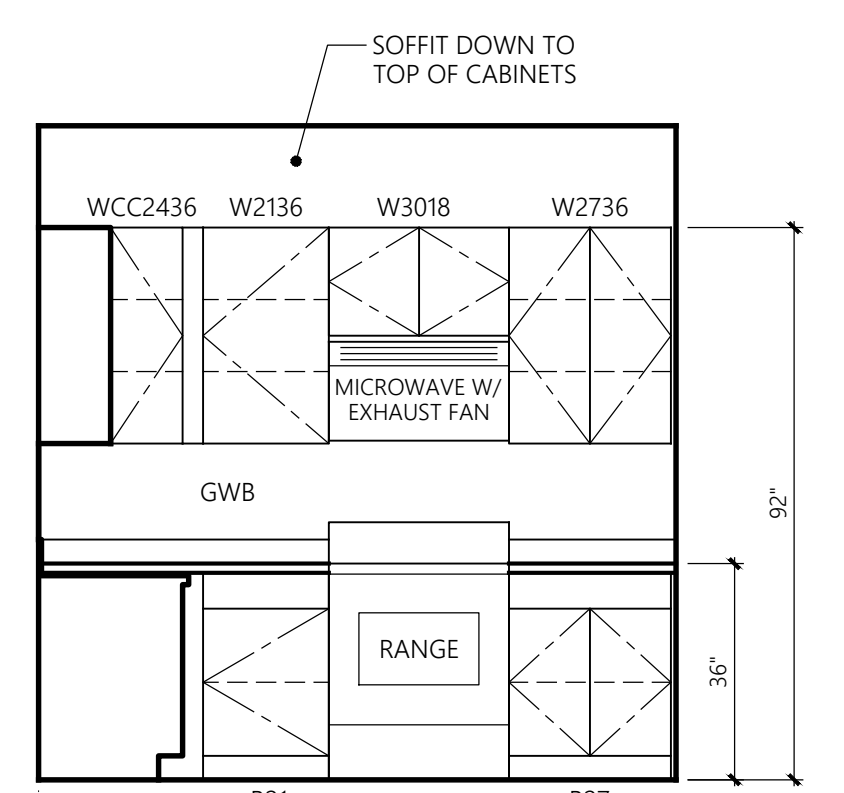 SOFFIT DOWN TO
TOP OF CABINETS
WCC2436 W2136 W3018 W2736
MICROWAVE W/
EXHAUST FAN
GWB
92"
RANGE
36"